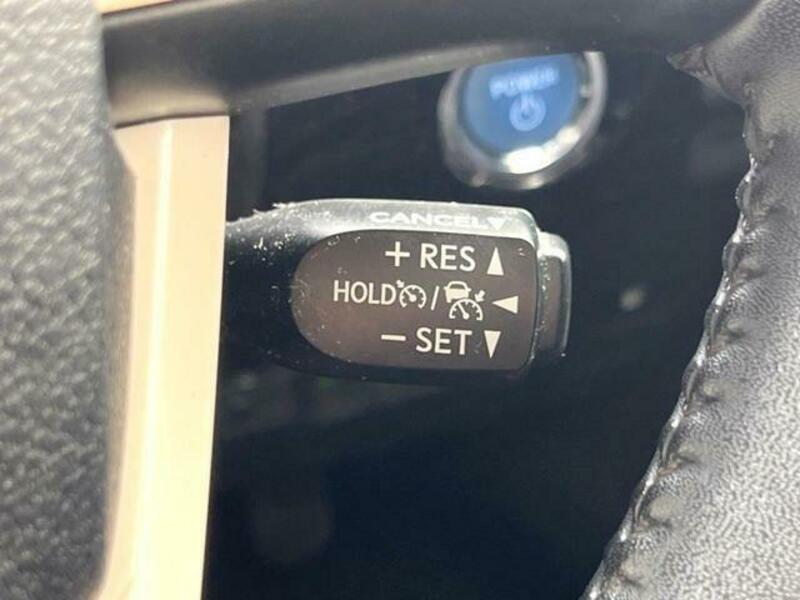 POWER
CANCEL▼
+ RES ▲
HOLD / ◀
− SET ▼